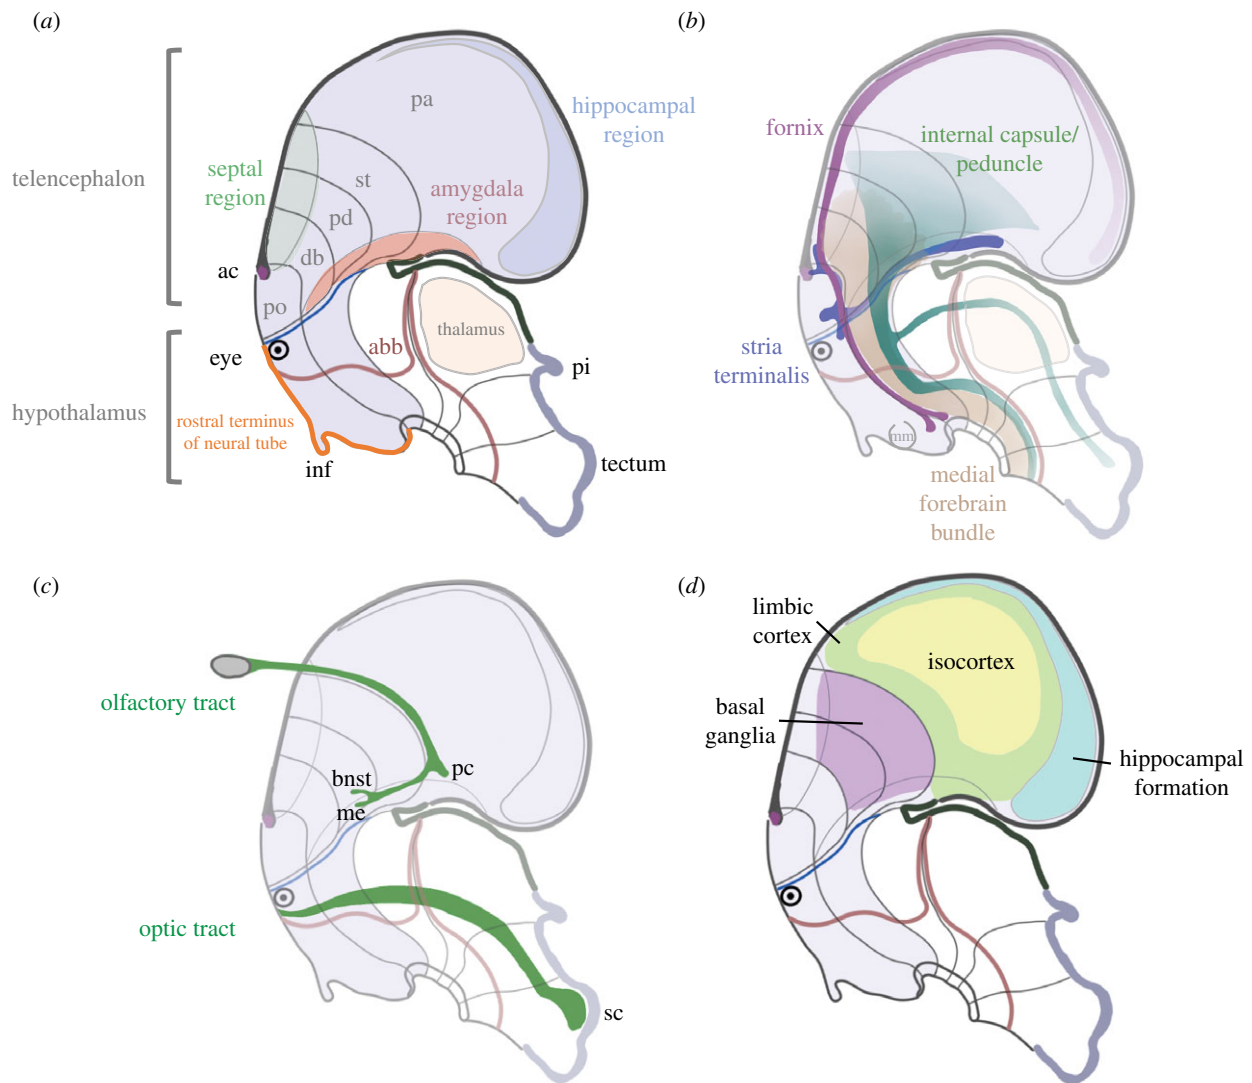 (a)
telencephalon
hypothalamus
septal
region
ac
eye
rostral terminus
of neural tube
inf
pa
st
pd
db
po
amygdala
region
hippocampal
region
abb
thalamus
pi
tectum
(b)
fornix
internal capsule/
peduncle
stria
terminalis
mm
medial
forebrain
bundle
(c)
olfactory tract
bnst
me
pc
optic tract
sc
(d)
limbic
cortex
isocortex
basal
ganglia
hippocampal
formation